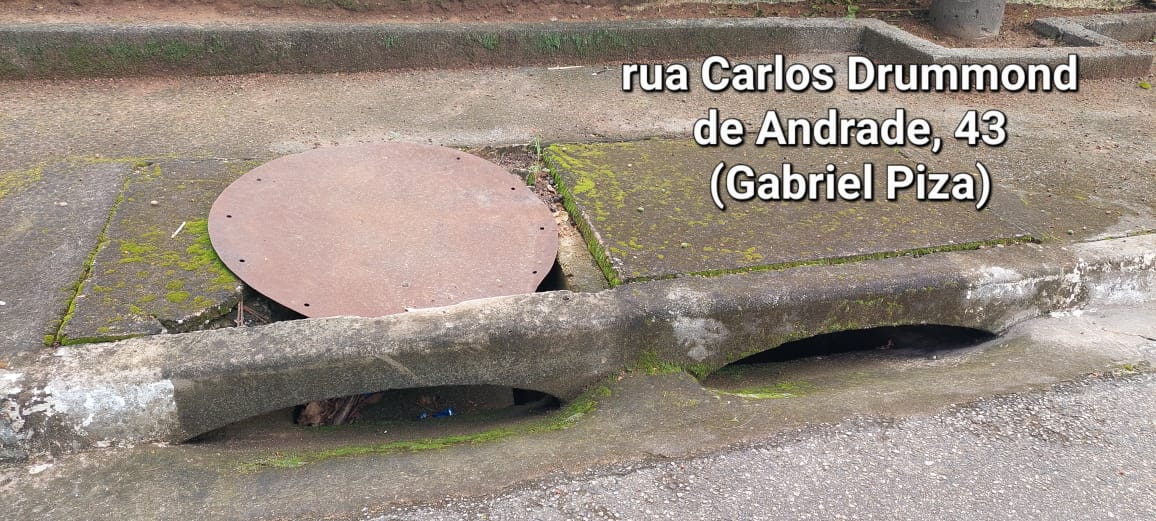 rua Carlos Drummond
de Andrade, 43
(Gabriel Piza)